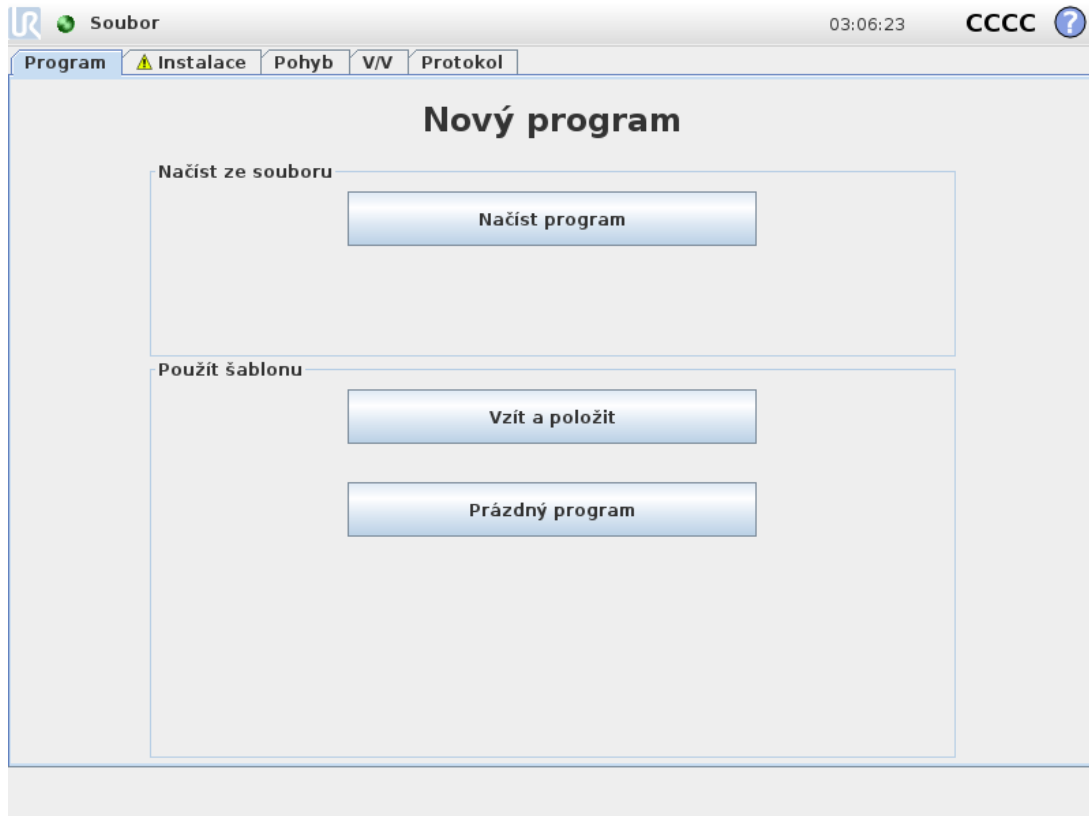 UR Soubor 03:06:23 CCCC ?
Program Instalace Pohyb V/V Protokol
Nový program
Načíst ze souboru
Načíst program
Použít šablonu
Vzít a položit
Prázdný program